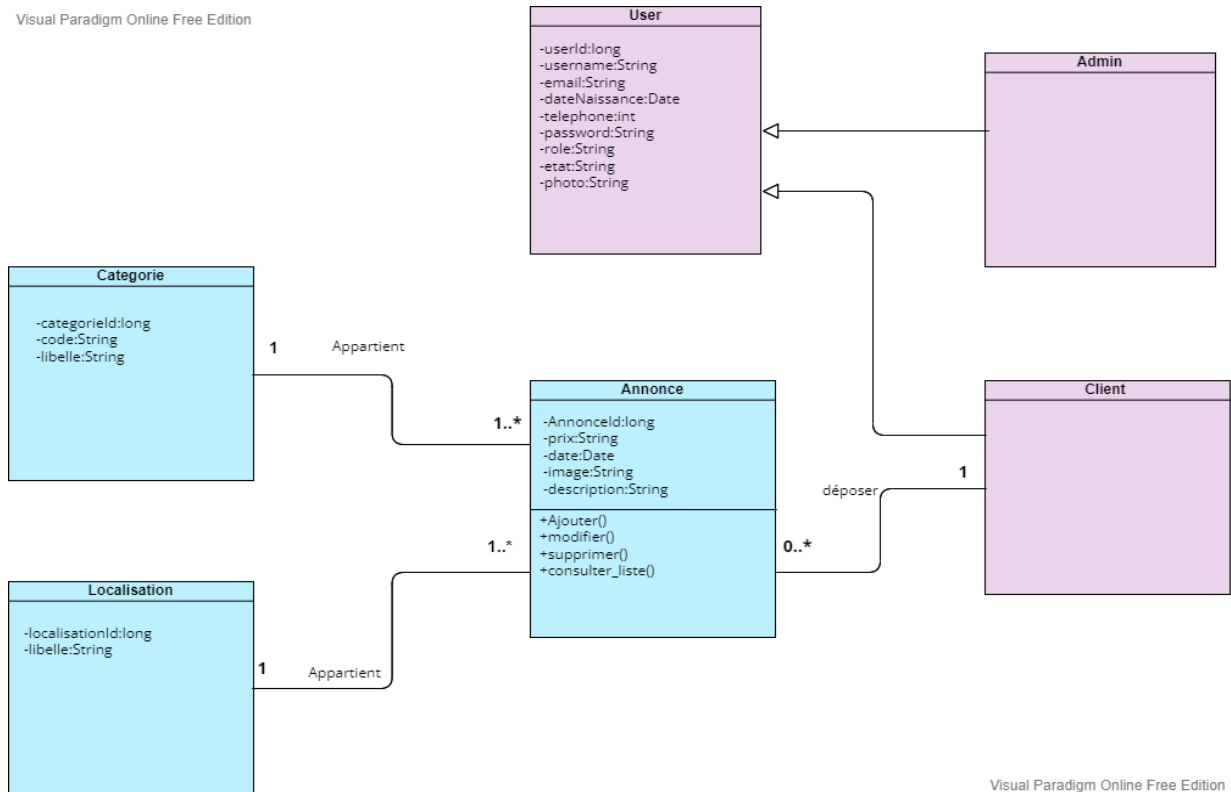 Visual Paradigm Online Free Edition
User
-userId:long
-username:String
-email:String
-dateNaissance:Date
-telephone:int
-password:String
-role:String
-etat:String
-photo:String
Admin
Categorie
-categorieId:long
-code:String
-libelle:String
1
Appartient
1..*
Annonce
-AnnonceId:long
-prix:String
-date:Date
-image:String
-description:String
+Ajouter()
+modifier()
+supprimer()
+consulter_liste()
Client
1
déposer
0..*
1..*
Localisation
-localisationId:long
-libelle:String
1
Appartient
Visual Paradigm Online Free Edition